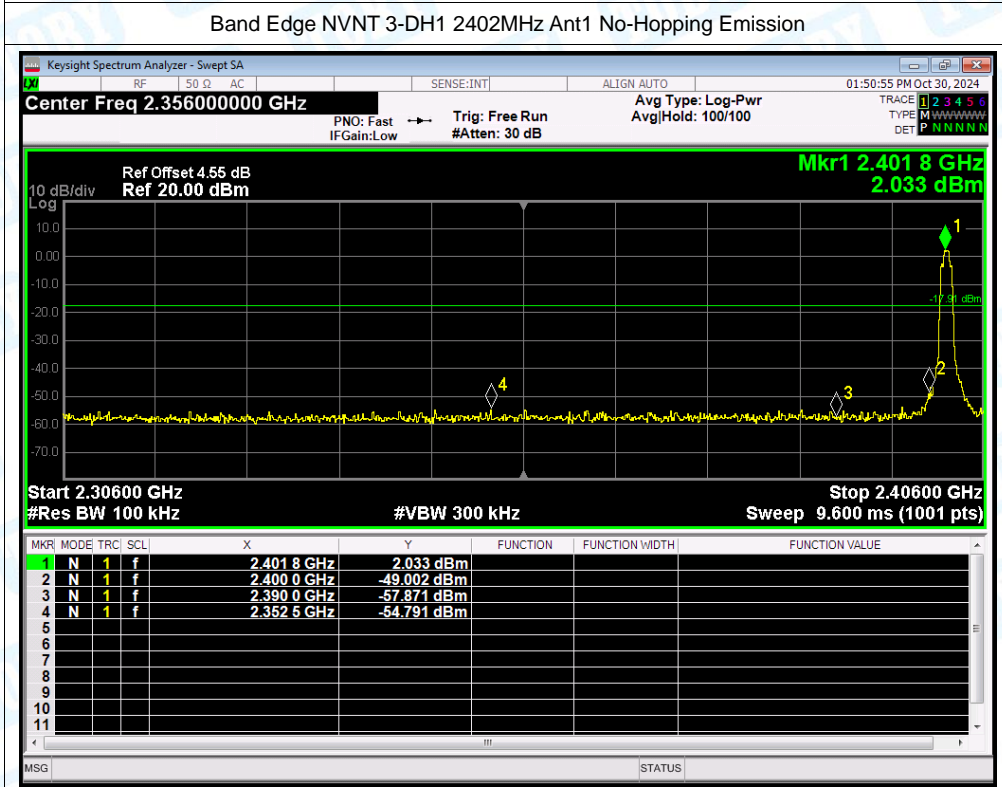 Band Edge NVNT 3-DH1 2402MHz Ant1 No-Hopping Emission
Keysight Spectrum Analyzer - Swept SA
LXI RF 50 Ω AC SENSE:INT ALIGN AUTO 01:50:55 PM Oct 30, 2024
Center Freq 2.356000000 GHz Avg Type: Log-Pwr TRACE 1 2 3 4 5 6
PNO: Fast Trig: Free Run Avg|Hold: 100/100 TYPE M WWWWW
IFGain:Low #Atten: 30 dB DET P N N N N N
Mkr1 2.401 8 GHz
Ref Offset 4.55 dB
10 dB/div Ref 20.00 dBm 2.033 dBm
Log
10.0
1
0.00
-10.0
-17.91 dBm
-20.0
-30.0
-40.0
2
4
-50.0
3
-60.0
-70.0
Start 2.30600 GHz Stop 2.40600 GHz
#Res BW 100 kHz #VBW 300 kHz Sweep 9.600 ms (1001 pts)
MKR MODE TRC SCL X Y FUNCTION FUNCTION WIDTH FUNCTION VALUE
1 N 1 f 2.401 8 GHz 2.033 dBm
2 N 1 f 2.400 0 GHz -49.002 dBm
3 N 1 f 2.390 0 GHz -57.871 dBm
4 N 1 f 2.352 5 GHz -54.791 dBm
5
6
7
8
9
10
11
MSG STATUS